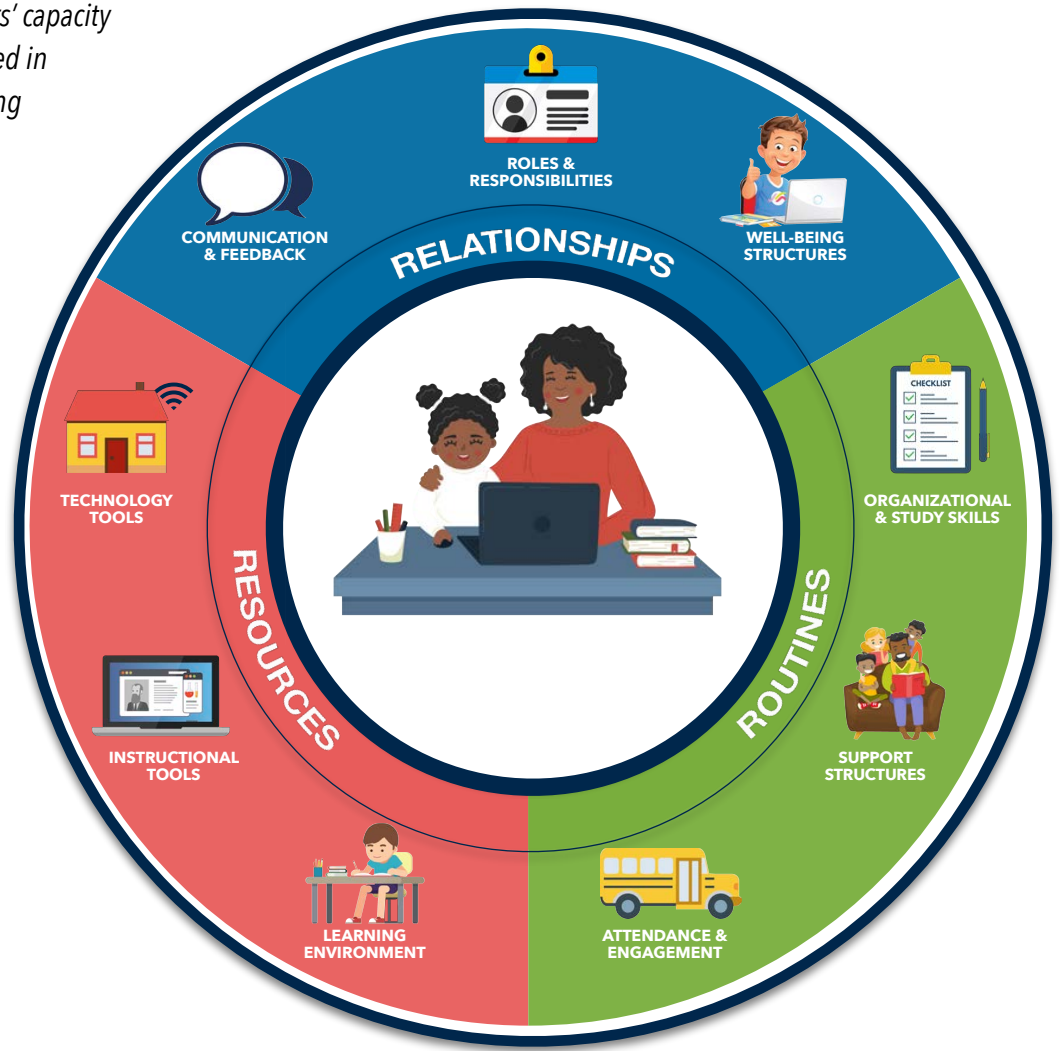 s’ capacity
ed in
ng
ROLES &
RESPONSIBILITIES
COMMUNICATION
& FEEDBACK
WELL-BEING
STRUCTURES
RELATIONSHIPS
CHECKLIST
TECHNOLOGY
TOOLS
ORGANIZATIONAL
& STUDY SKILLS
RESOURCES
ROUTINES
INSTRUCTIONAL
TOOLS
SUPPORT
STRUCTURES
LEARNING
ENVIRONMENT
ATTENDANCE &
ENGAGEMENT